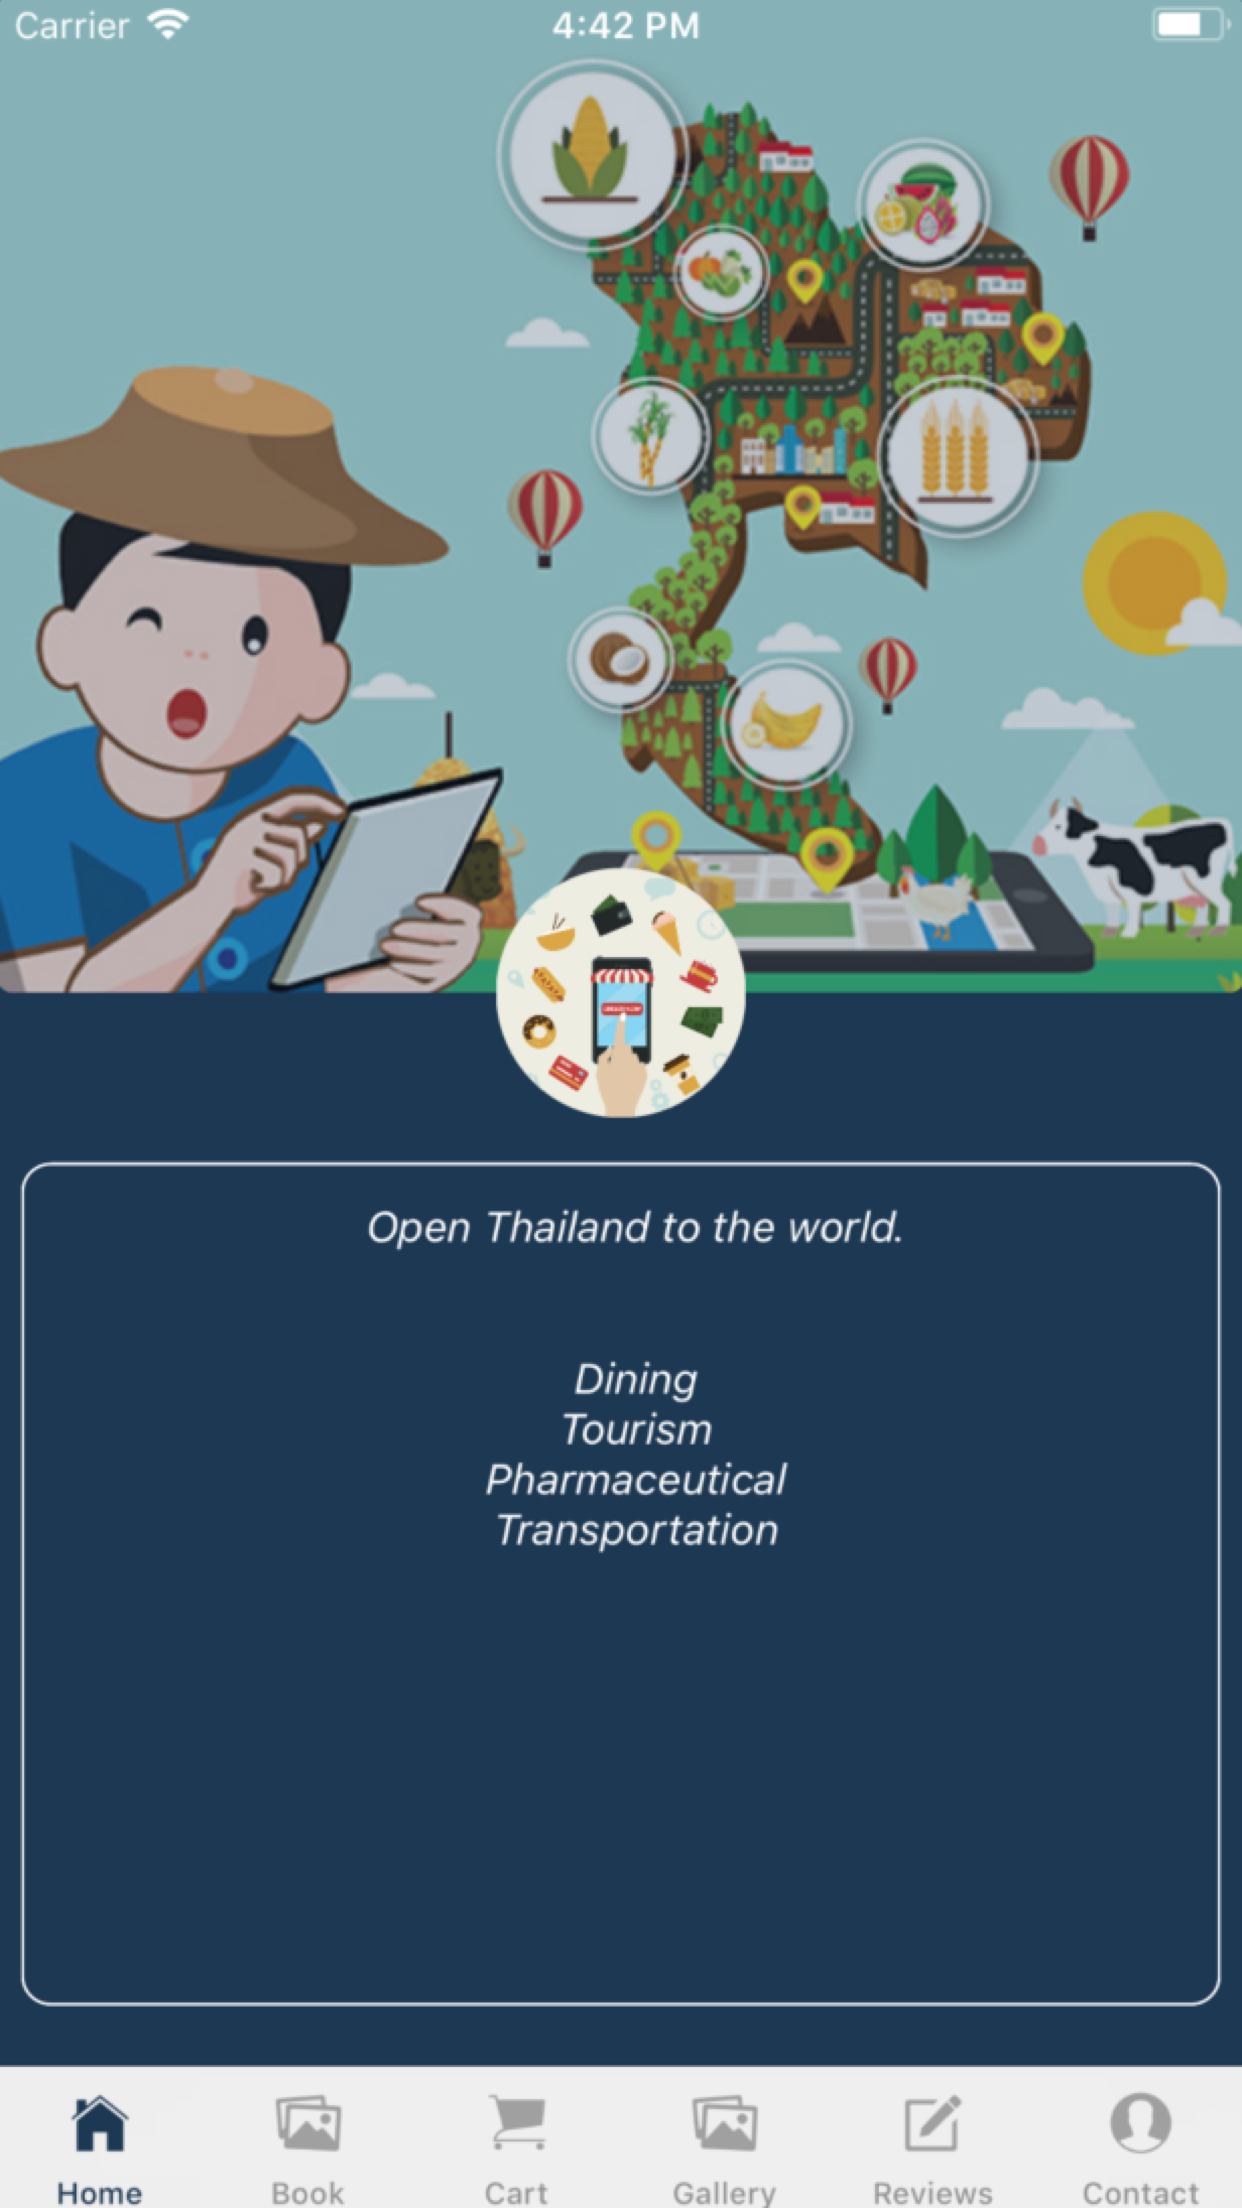 Carrier
4:42 PM
Open Thailand to the world.
Dining
Tourism
Pharmaceutical
Transportation
Home
Book
Cart
Gallery
Reviews
Contact